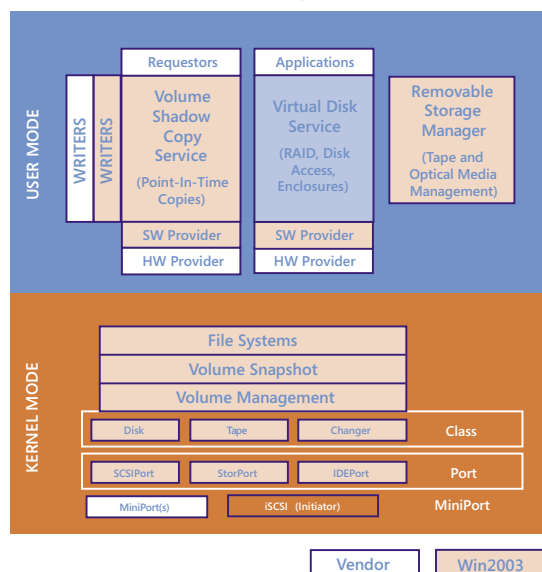 USER MODE
WRITERS
WRITERS
Requestors
Volume
Shadow
Copy
Service
(Point-In-Time
Copies)
SW Provider
HW Provider
Applications
Virtual Disk
Service
(RAID, Disk
Access,
Enclosures)
SW Provider
HW Provider
Removable
Storage
Manager
(Tape and
Optical Media
Management)
KERNEL MODE
File Systems
Volume Snapshot
Volume Management
Disk Tape Changer Class
SCSIPort StorPort IDEPort Port
MiniPort(s) iSCSI (Initiator) MiniPort
Vendor Win2003